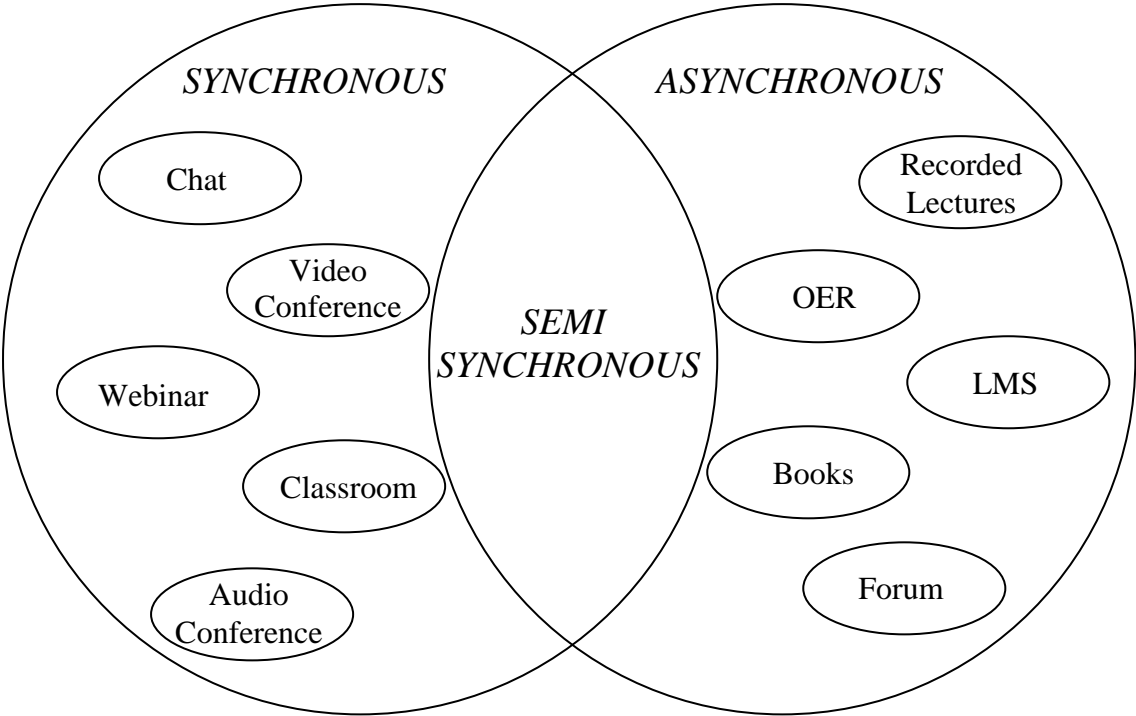 SYNCHRONOUS
Chat
Video
Conference
Webinar
Classroom
Audio
Conference
SEMI
SYNCHRONOUS
ASYNCHRONOUS
Recorded
Lectures
OER
LMS
Books
Forum